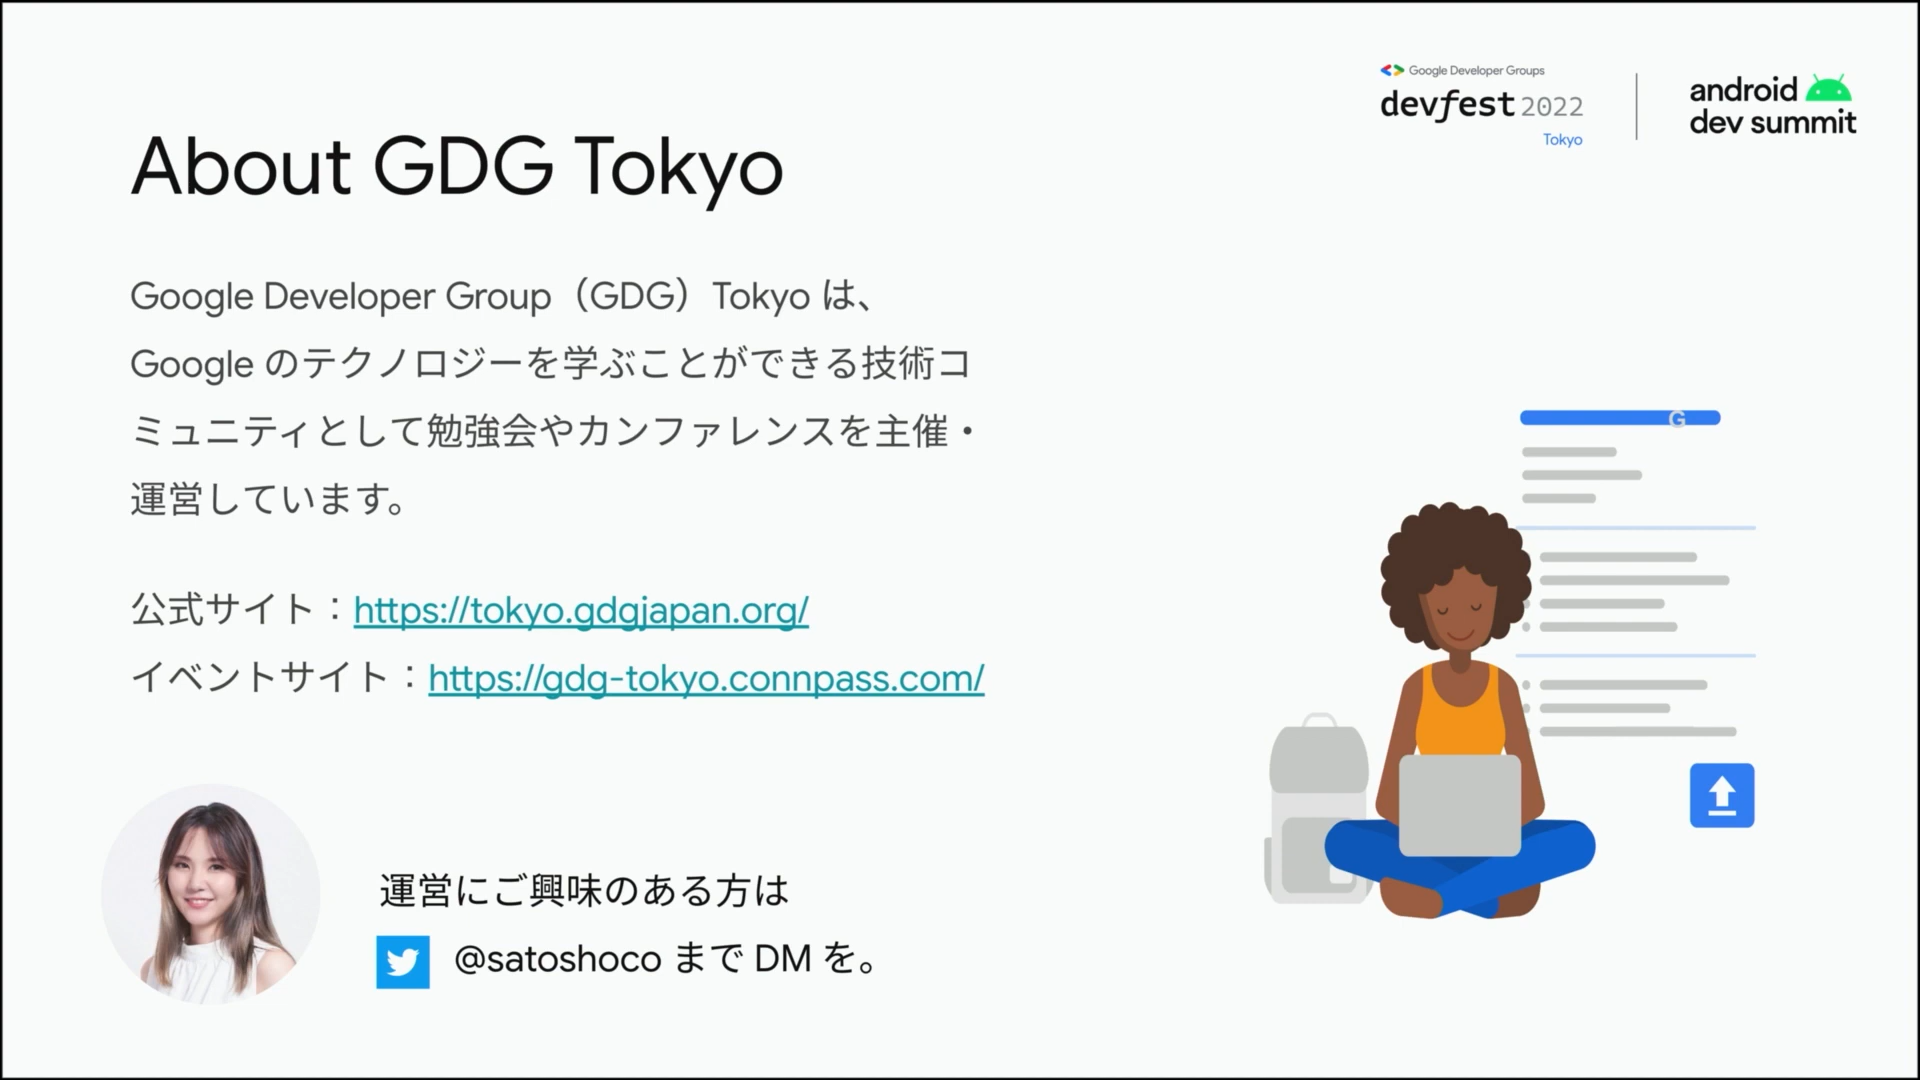 Google Developer Groups
devfest 2022
Tokyo
android
dev summit
About GDG Tokyo
Google Developer Group（GDG）Tokyo は、
Google のテクノロジーを学ぶことができる技術コ
ミュニティとして勉強会やカンファレンスを主催・
運営しています。
公式サイト：https://tokyo.gdgjapan.org/
イベントサイト：https://gdg-tokyo.connpass.com/
G
運営にご興味のある方は
@satoshoco まで DM を。